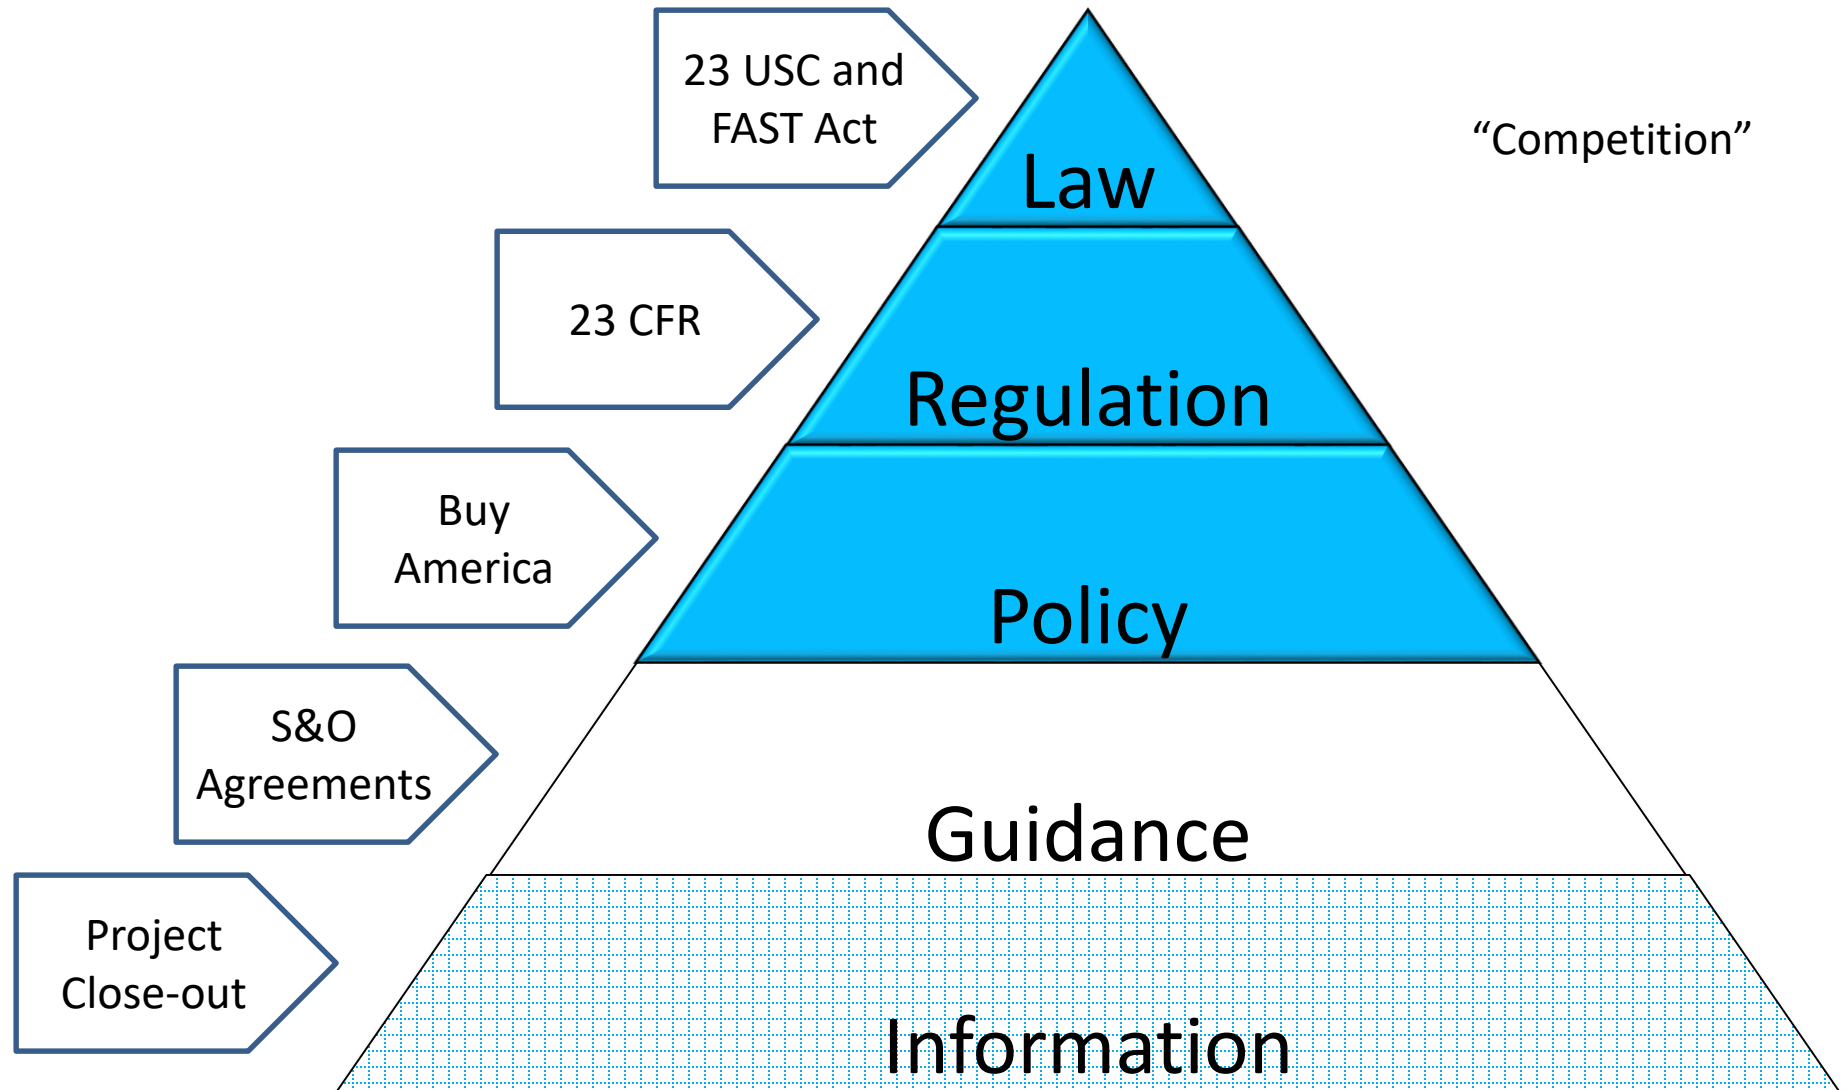 23 USC and
FAST Act
“Competition”
Law
23 CFR
Regulation
Buy
America
Policy
S&O
Agreements
Guidance
Project
Close-out
Information